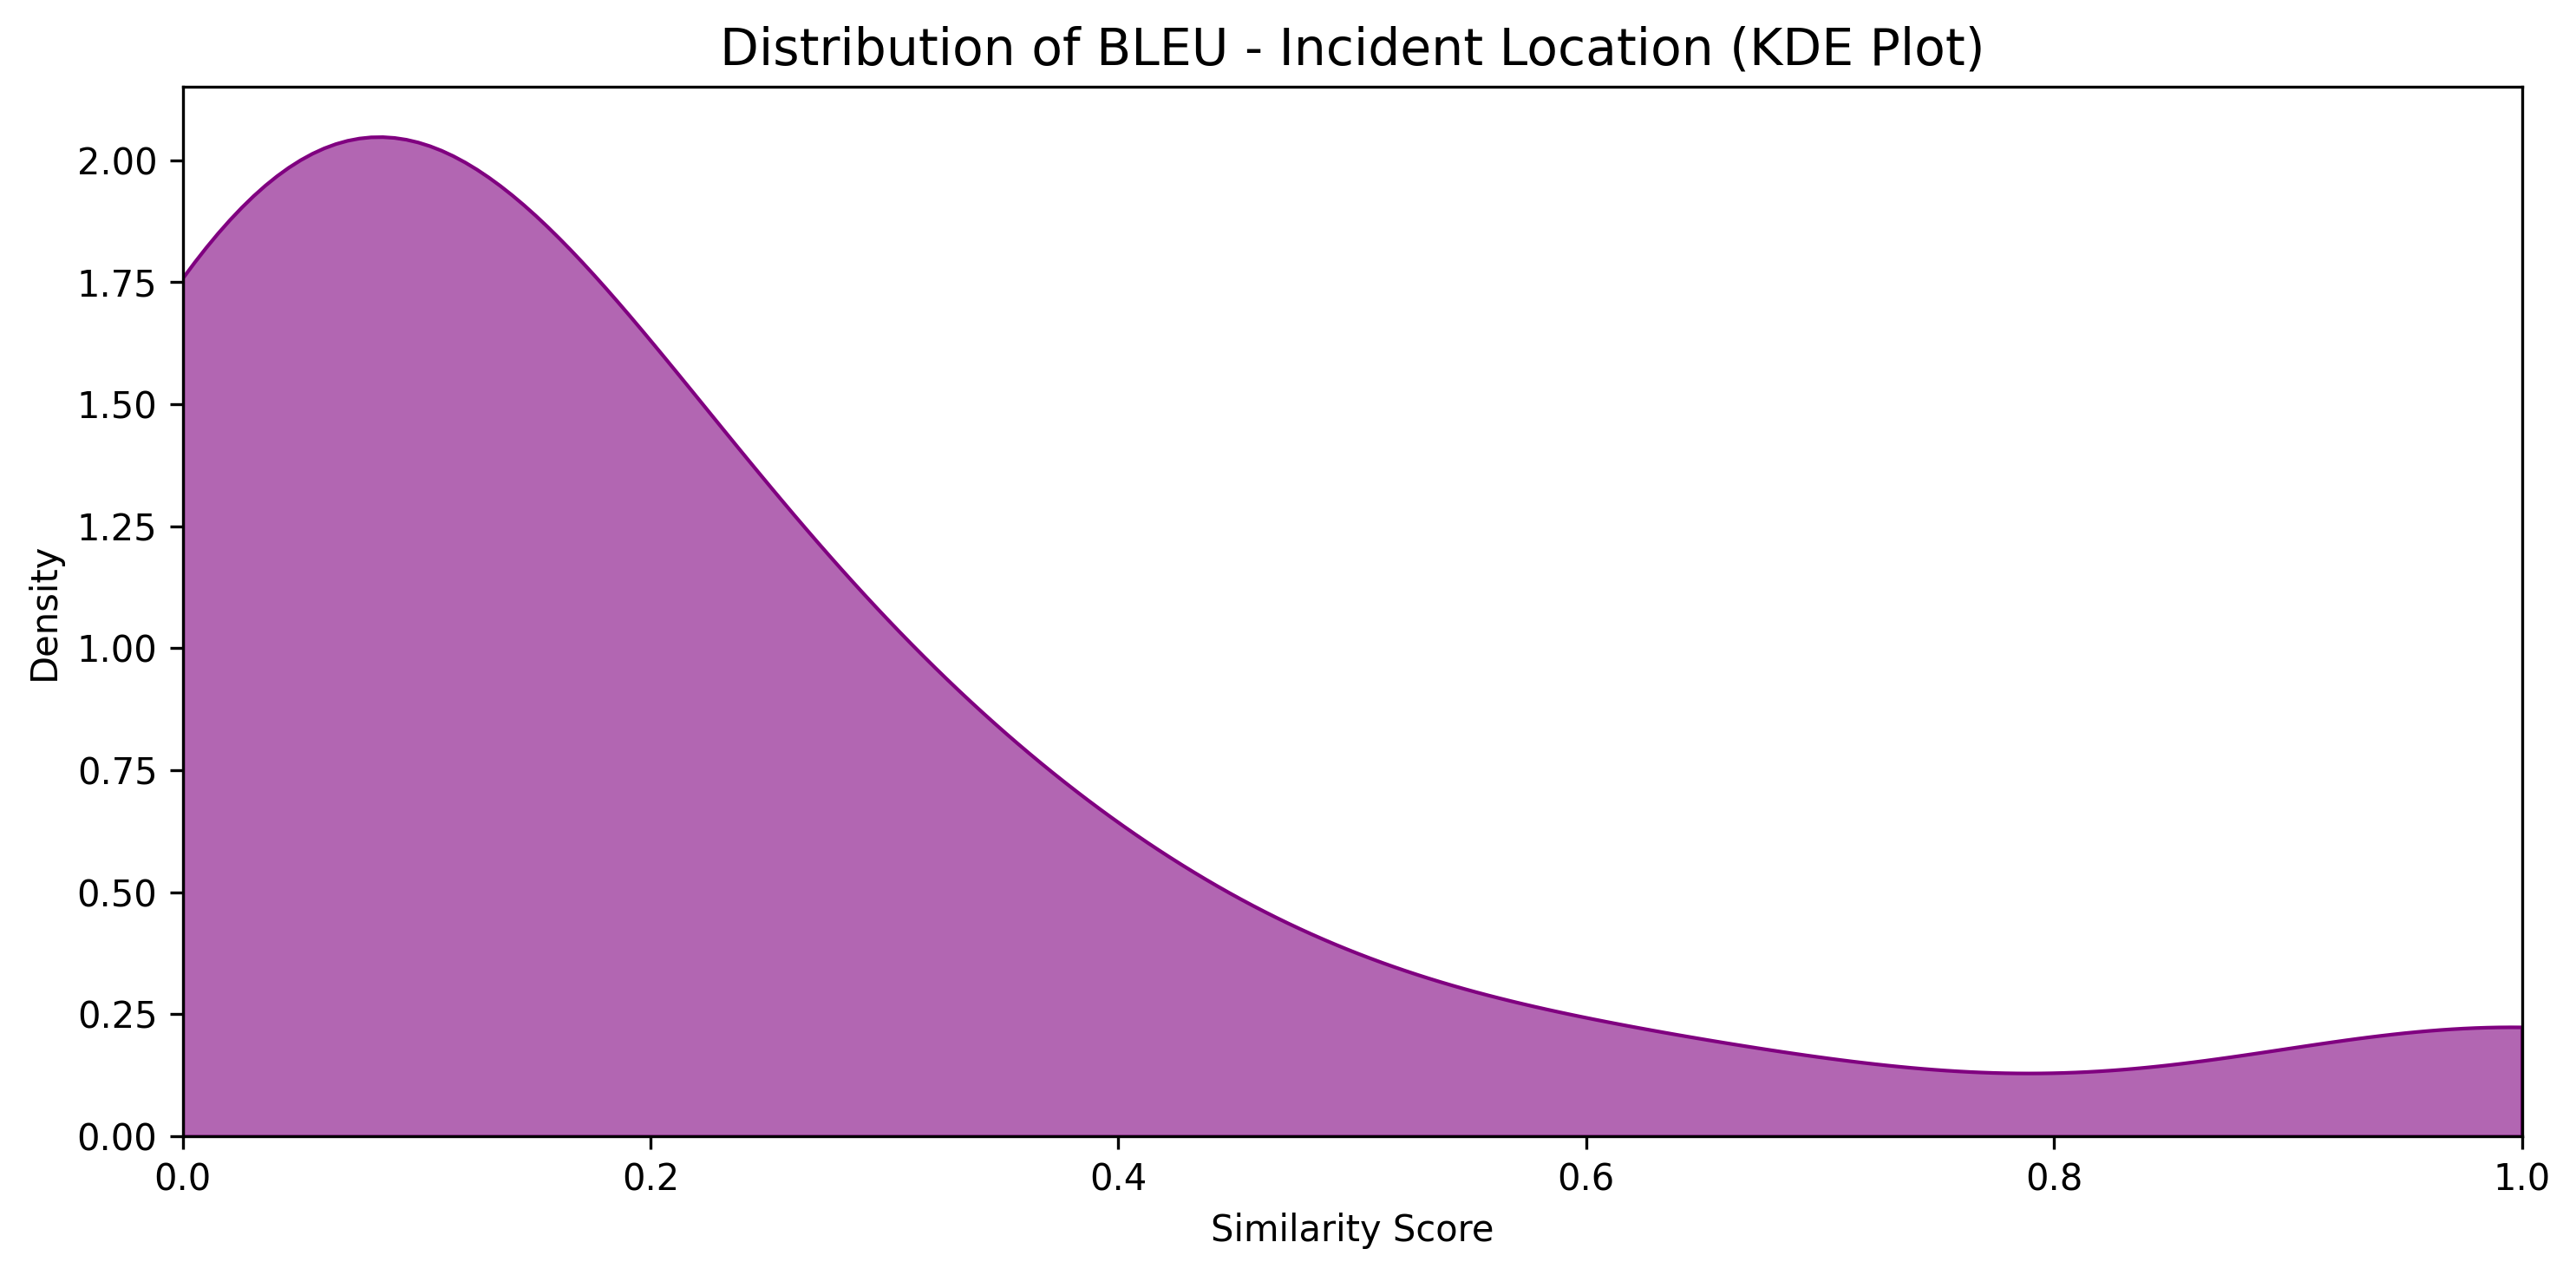 Distribution of BLEU - Incident Location (KDE Plot)
Density
2.00
1.75
1.50
1.25
1.00
0.75
0.50
0.25
0.00
0.0 0.2 0.4 0.6 0.8 1.0
Similarity Score